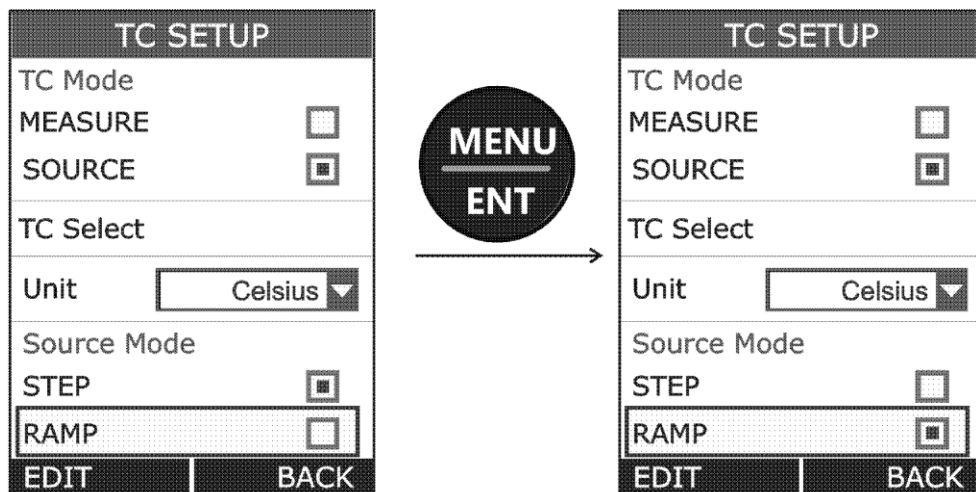 TC SETUP
TC Mode
MEASURE
SOURCE
TC Select
Unit Celsius
Source Mode
STEP
RAMP
EDIT BACK
MENU
ENT
TC SETUP
TC Mode
MEASURE
SOURCE
TC Select
Unit Celsius
Source Mode
STEP
RAMP
EDIT BACK